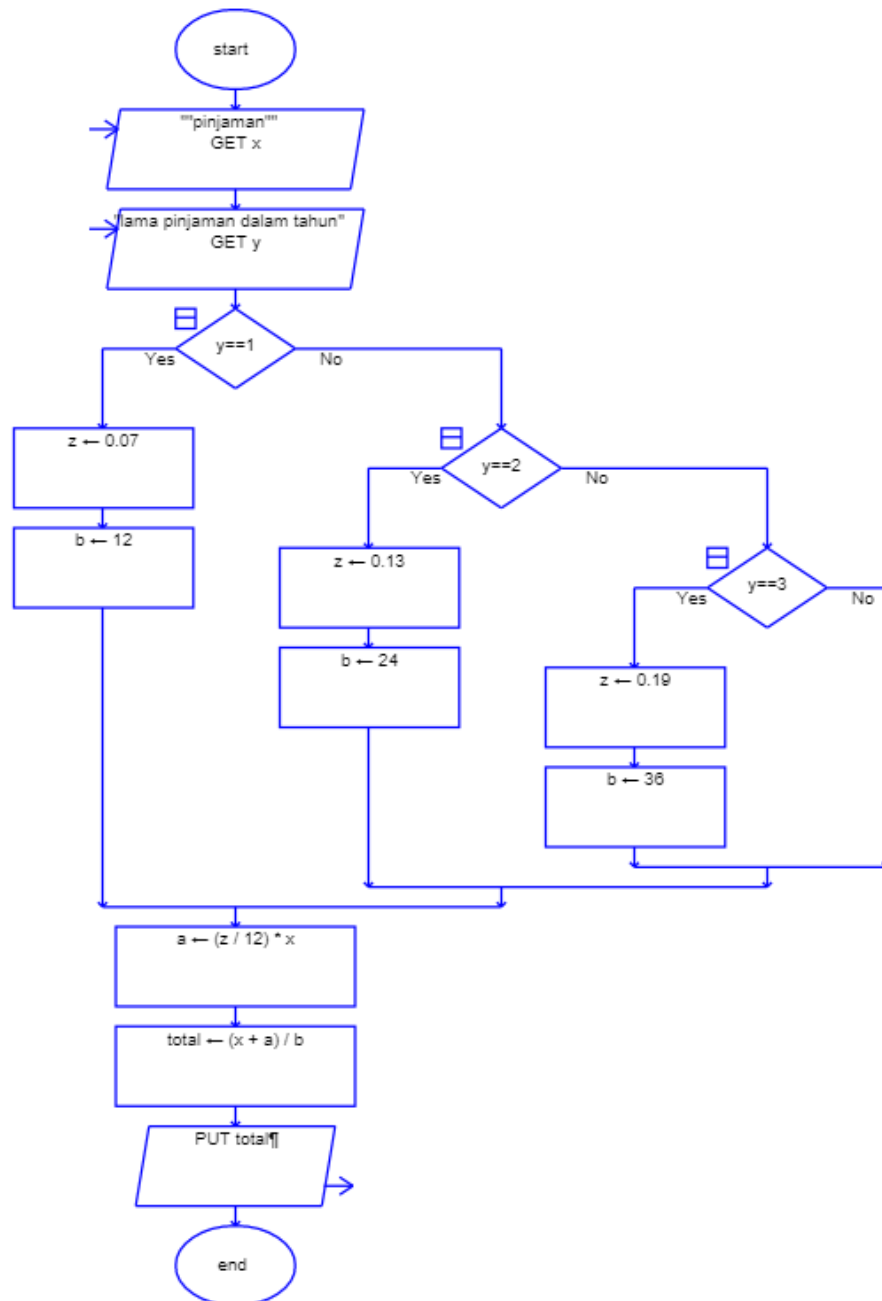 start
""pinjaman""
GET x
"lama pinjaman dalam tahun"
GET y
y==1
Yes
No
z ← 0.07
b ← 12
y==2
Yes
No
z ← 0.13
b ← 24
y==3
Yes
No
z ← 0.19
b ← 36
a ← (z / 12) * x
total ← (x + a) / b
PUT total¶
end